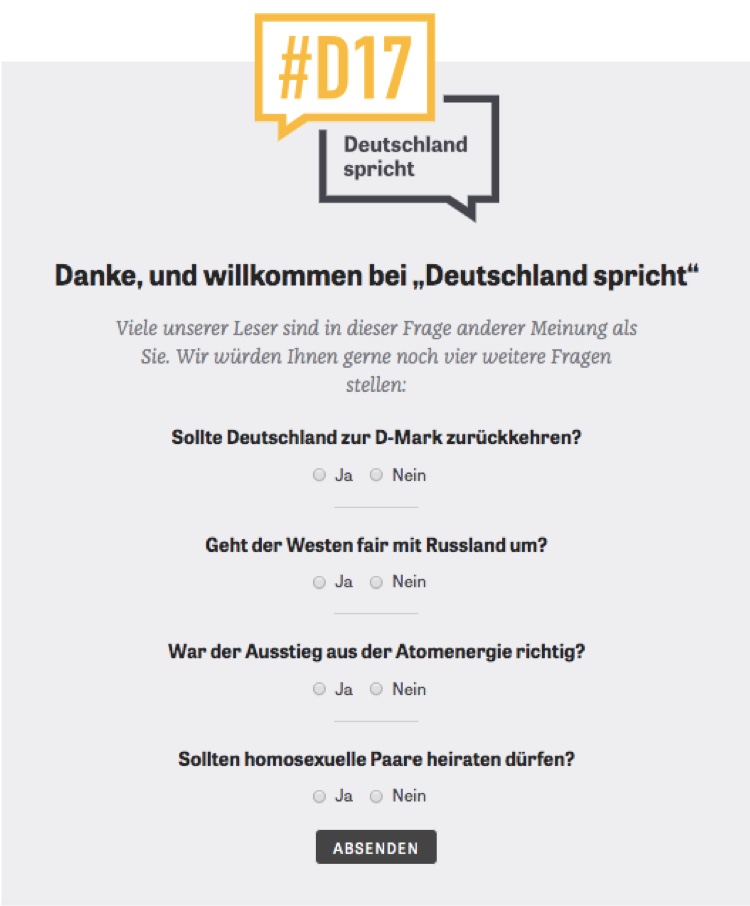 #D17
Deutschland
spricht
Danke, und willkommen bei „Deutschland spricht“
Viele unserer Leser sind in dieser Frage anderer Meinung als
Sie. Wir würden Ihnen gerne noch vier weitere Fragen
stellen:
Sollte Deutschland zur D-Mark zurückkehren?
Ja Nein
Geht der Westen fair mit Russland um?
Ja Nein
War der Ausstieg aus der Atomenergie richtig?
Ja Nein
Sollten homosexuelle Paare heiraten dürfen?
Ja Nein
ABSENDEN